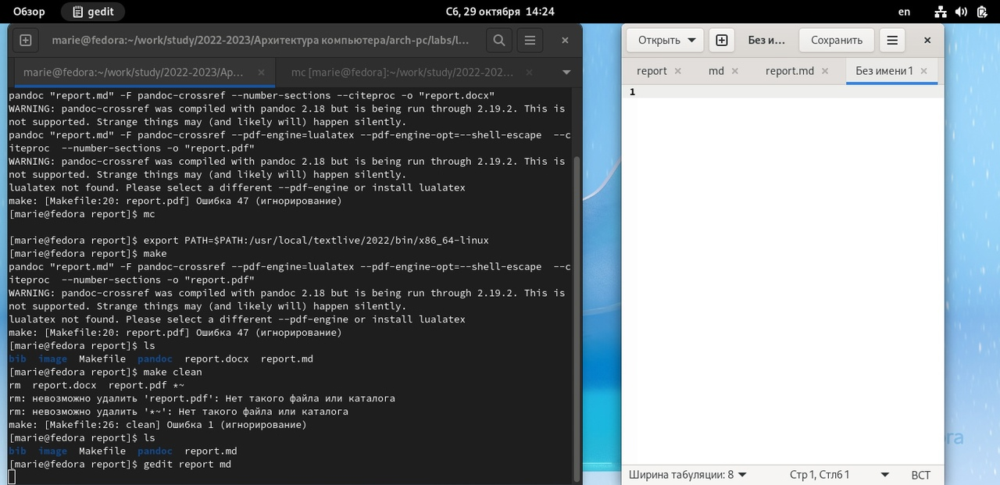 Обзор
gedit
Сб, 29 октября 14:24
en
marie@fedora:~/work/study/2022-2023/Архитектура компьютера/arch-pc/labs/l...
marie@fedora:~/work/study/2022-2023/Ар...
mc [marie@fedora]:~/work/study/2022-202...
pandoc "report.md" -F pandoc-crossref --number-sections --citeproc -o "report.docx"
WARNING: pandoc-crossref was compiled with pandoc 2.18 but is being run through 2.19.2. This is
not supported. Strange things may (and likely will) happen silently.
pandoc "report.md" -F pandoc-crossref --pdf-engine=lualatex --pdf-engine-opt=--shell-escape  --c
iteproc  --number-sections -o "report.pdf"
WARNING: pandoc-crossref was compiled with pandoc 2.18 but is being run through 2.19.2. This is
not supported. Strange things may (and likely will) happen silently.
lualatex not found. Please select a different --pdf-engine or install lualatex
make: [Makefile:20: report.pdf] Ошибка 47 (игнорирование)
[marie@fedora report]$ mc
[marie@fedora report]$ export PATH=$PATH:/usr/local/textlive/2022/bin/x86_64-linux
[marie@fedora report]$ make
pandoc "report.md" -F pandoc-crossref --pdf-engine=lualatex --pdf-engine-opt=--shell-escape  --c
iteproc  --number-sections -o "report.pdf"
WARNING: pandoc-crossref was compiled with pandoc 2.18 but is being run through 2.19.2. This is
not supported. Strange things may (and likely will) happen silently.
lualatex not found. Please select a different --pdf-engine or install lualatex
make: [Makefile:20: report.pdf] Ошибка 47 (игнорирование)
[marie@fedora report]$ ls
bib  image  Makefile  pandoc  report.docx  report.md
[marie@fedora report]$ make clean
rm  report.docx  report.pdf *~
rm: невозможно удалить 'report.pdf': Нет такого файла или каталога
rm: невозможно удалить '*~': Нет такого файла или каталога
make: [Makefile:26: clean] Ошибка 1 (игнорирование)
[marie@fedora report]$ ls
bib  image  Makefile  pandoc  report.md
[marie@fedora report]$ gedit report md
Открыть
Без и...
Сохранить
report
md
report.md
Без имени 1
1
Ширина табуляции: 8
Стр 1, Стлб 1
ВСТ